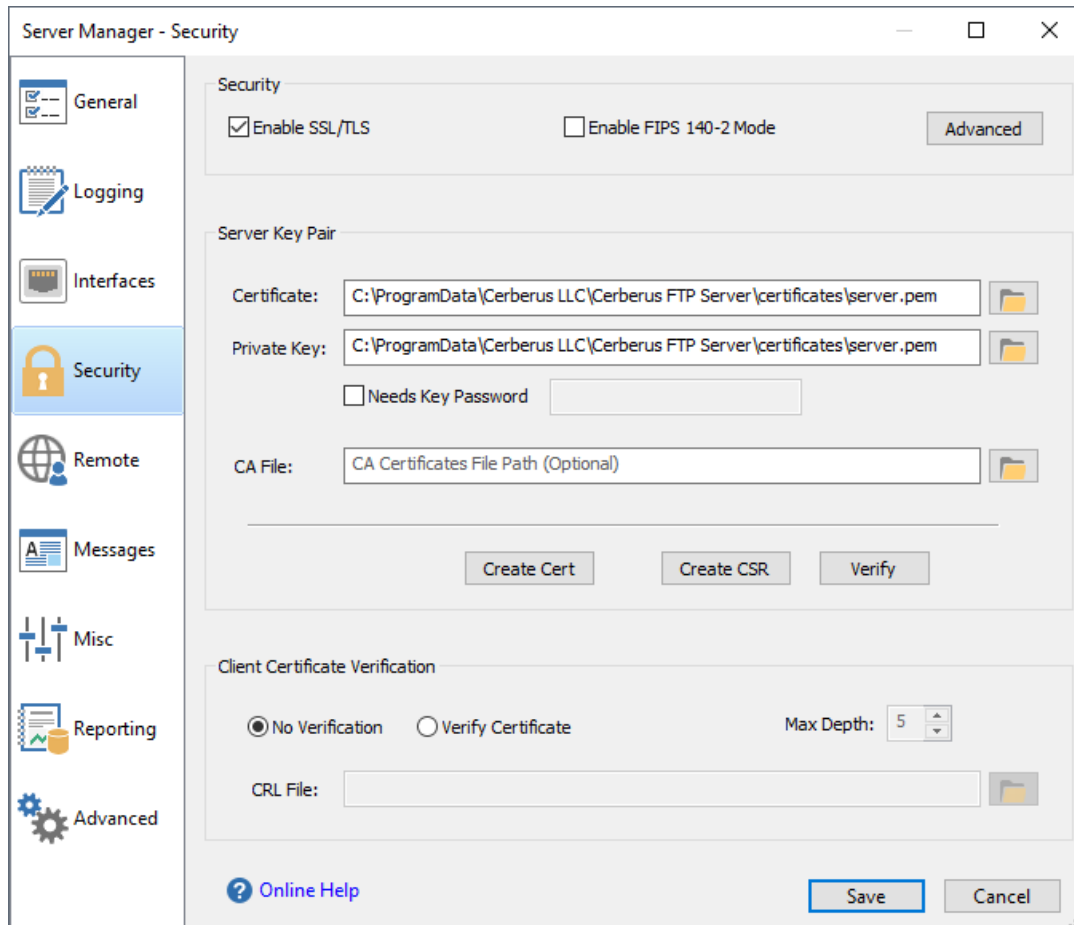 Server Manager - Security
General
Logging
Interfaces
Security
Remote
Messages
Misc
Reporting
Advanced
Security
Enable SSL/TLS Enable FIPS 140-2 Mode Advanced
Server Key Pair
Certificate: C:\ProgramData\Cerberus LLC\Cerberus FTP Server\certificates\server.pem
Private Key: C:\ProgramData\Cerberus LLC\Cerberus FTP Server\certificates\server.pem
Needs Key Password
CA File: CA Certificates File Path (Optional)
Create Cert Create CSR Verify
Client Certificate Verification
No Verification Verify Certificate Max Depth: 5
CRL File:
Online Help Save Cancel